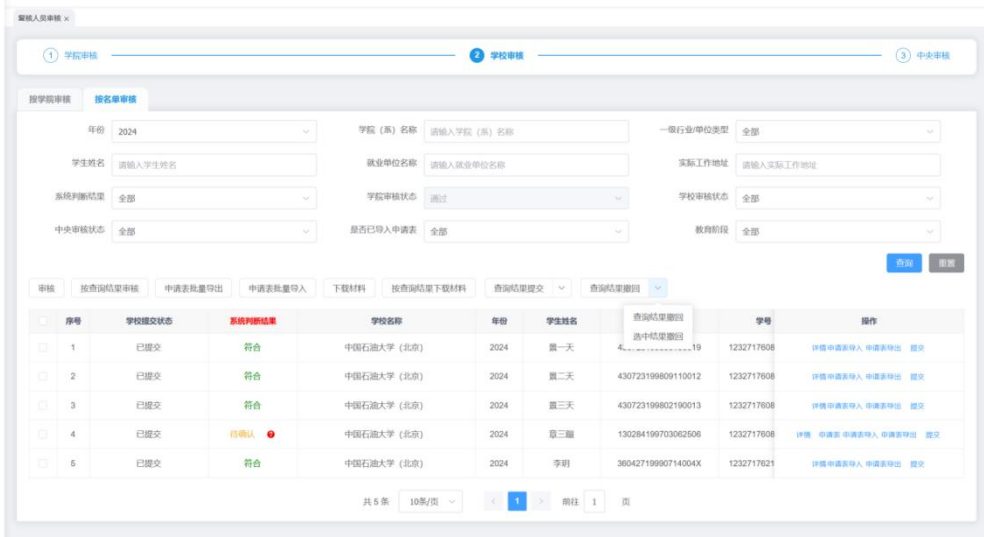 复核人员审核 ×
1 学院审核 2 学校审核 3 中央审核
按学院审核 按名单审核
年份 2024 学院（系）名称 请输入学院（系）名称 一级行业/单位类型 全部
学生姓名 请输入学生姓名 就业单位名称 请输入就业单位名称 实际工作地址 请输入实际工作地址
系统判断结果 全部 学院审核状态 通过 学校审核状态 全部
中央审核状态 全部 是否已导入申请表 全部 教育阶段 全部
查询 重置
审核 按查询结果审核 申请表批量导出 申请表批量导入 下载材料 按查询结果下载材料 查询结果提交 查询结果撤回
查询结果撤回
选中结果撤回
序号 学校提交状态 系统判断结果 学校名称 年份 学生姓名 学号 操作
1 已提交 符合 中国石油大学（北京） 2024 一天 19 1232717608 详情 申请表导入 申请表导出 提交
2 已提交 符合 中国石油大学（北京） 2024 二天 430723199809110012 1232717608 详情 申请表导入 申请表导出 提交
3 已提交 符合 中国石油大学（北京） 2024 三天 430723199802190013 1232717608 详情 申请表导入 申请表导出 提交
4 已提交 待确认 中国石油大学（北京） 2024 章三 130284199703062506 1232717608 详情 申请表 申请表导入 申请表导出 提交
5 已提交 符合 中国石油大学（北京） 2024 李明 36042719990714004X 1232717621 详情 申请表导入 申请表导出 提交
共 5 条 10条/页 < 1 > 前往 1 页